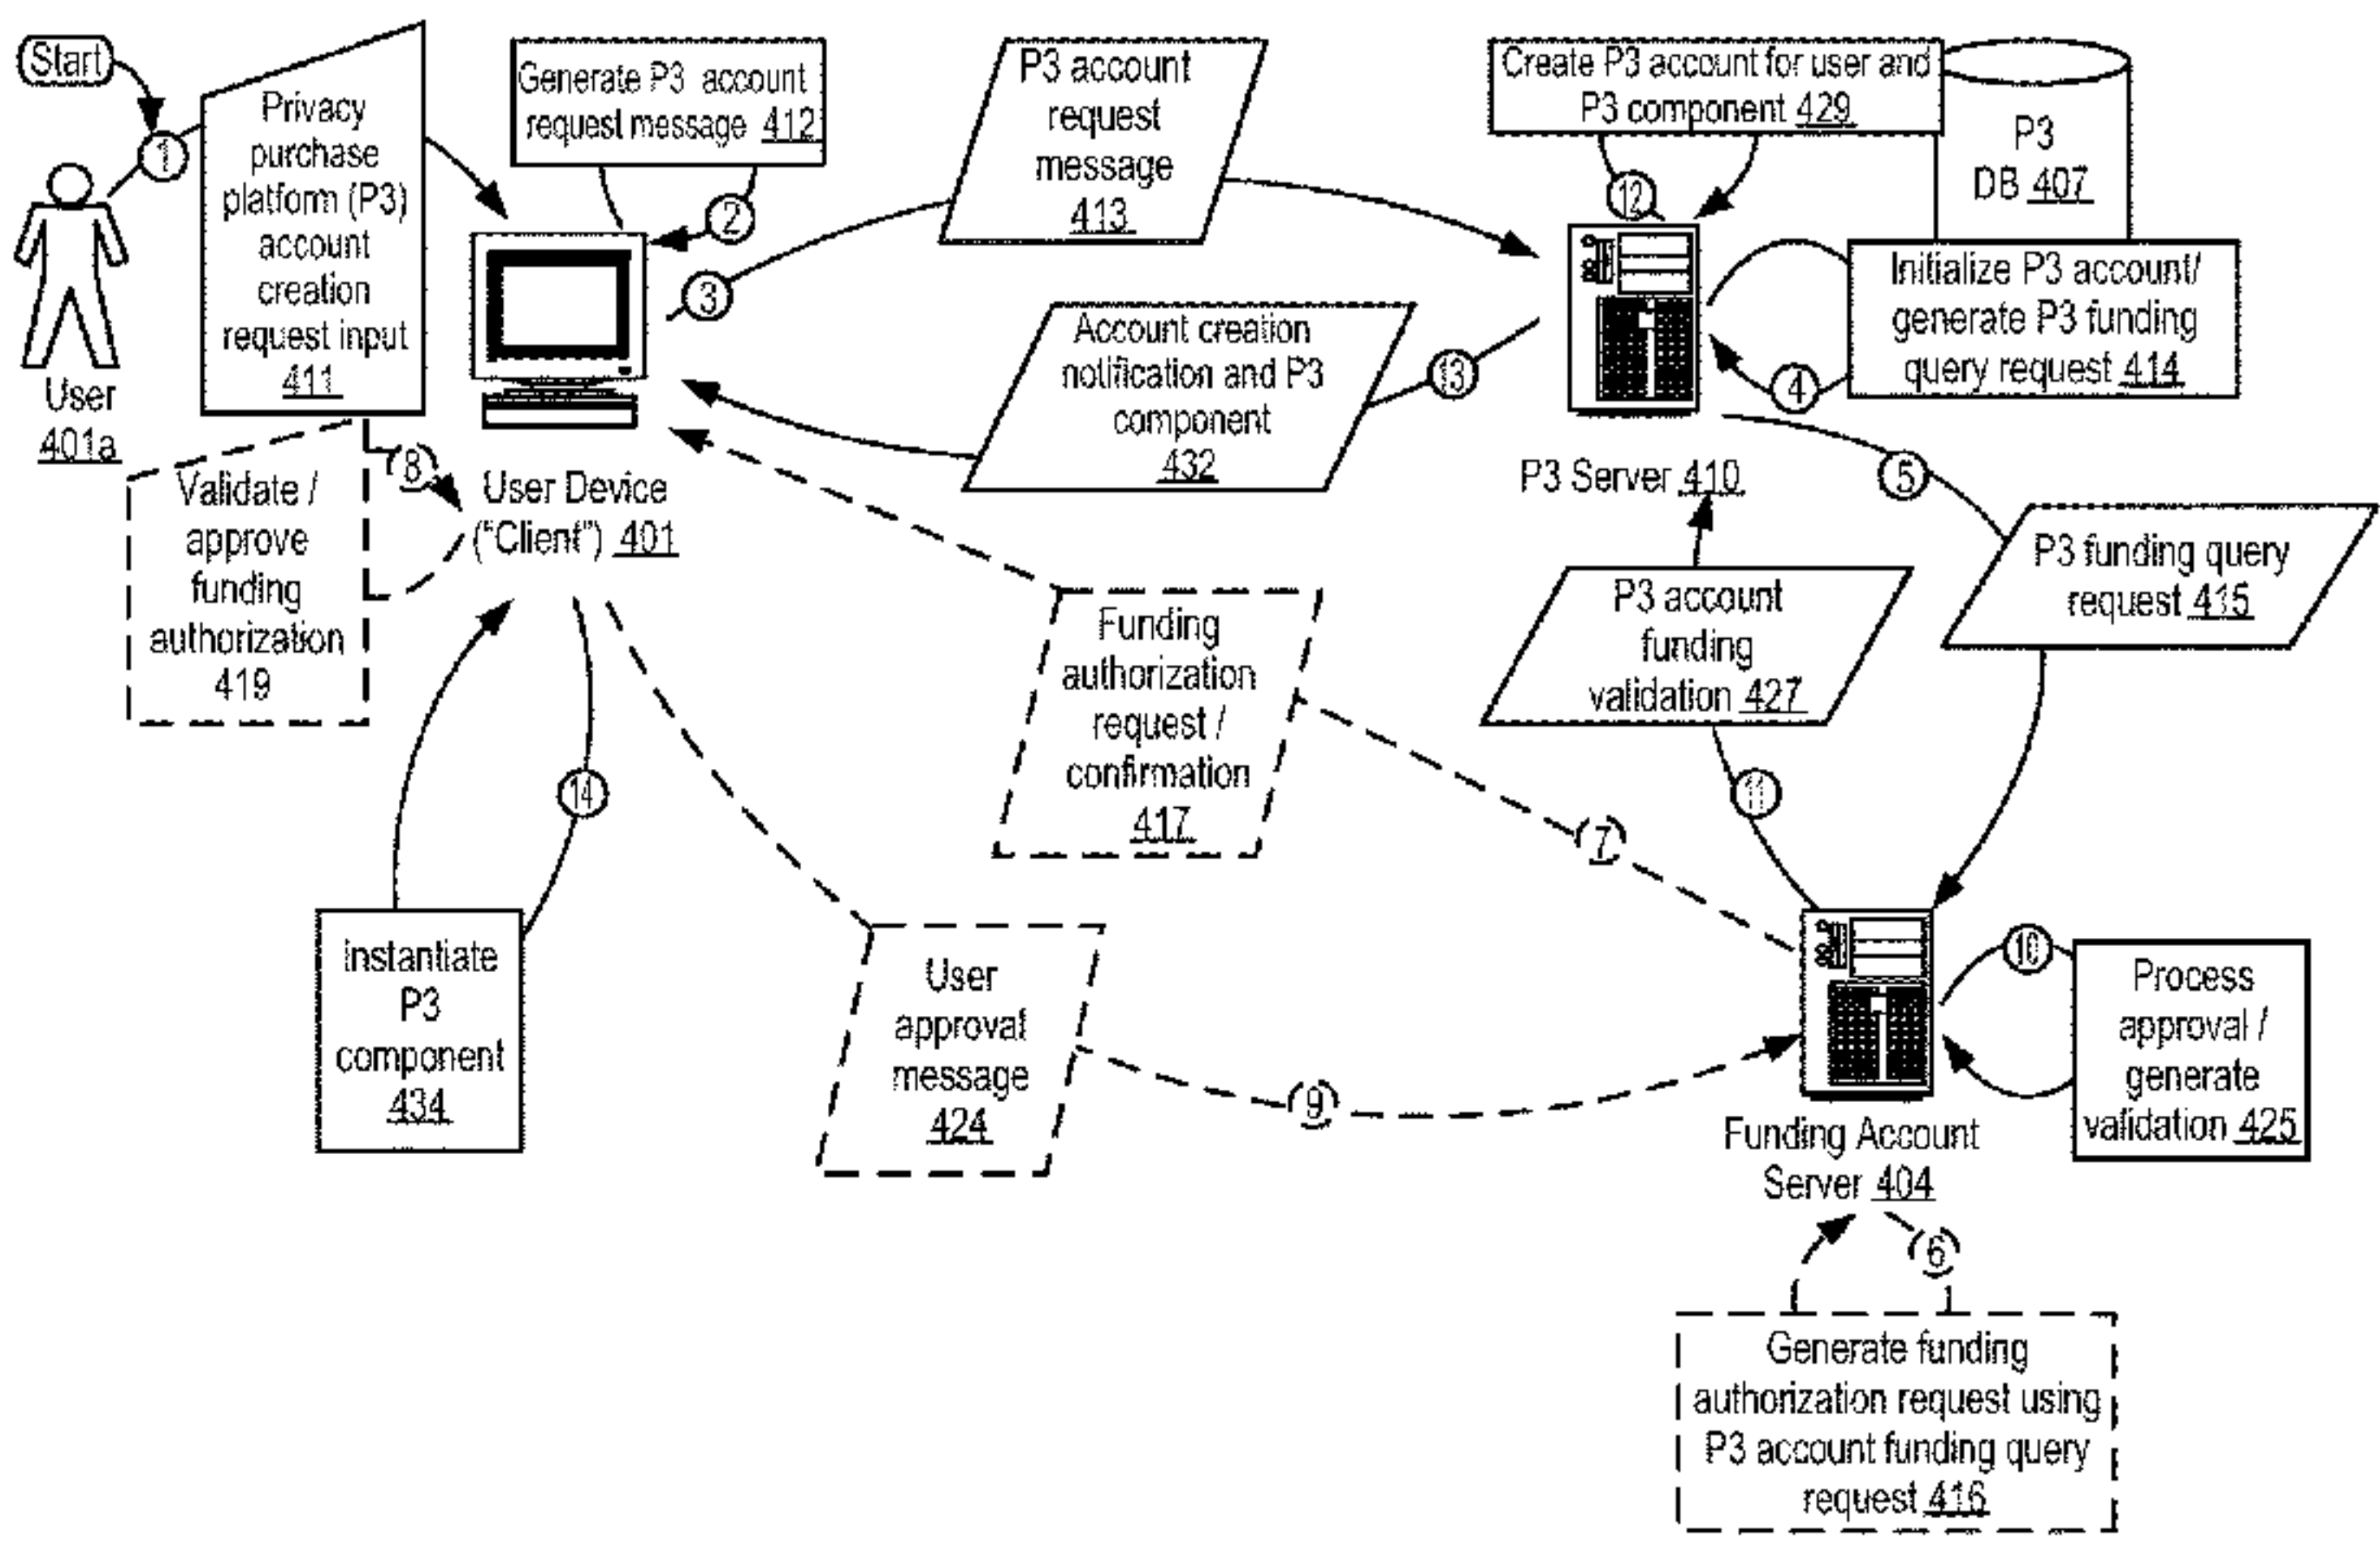 Start
1
Privacy
purchase
platform (P3)
account
creation
request input
411
User
401a
Generate P3 account
request message 412
2
3
P3 account
request
message
413
Create P3 account for user and
P3 component 429
P3
DB 407
12
Initialize P3 account/
generate P3 funding
query request 414
4
Account creation
notification and P3
component
432
13
P3 Server 410
5
8
Validate /
approve
funding
authorization
419
User Device
("Client") 401
P3 funding query
request 415
P3 account
funding
validation 427
Funding
authorization
request /
confirmation
417
7
11
14
instantiate
P3
component
434
User
approval
message
424
9
10
Process
approval /
generate
validation 425
Funding Account
Server 404
6
Generate funding
authorization request using
P3 account funding query
request 416